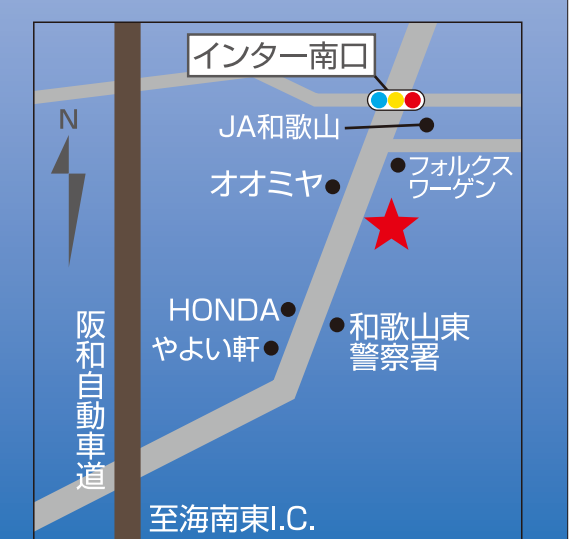 インター南口
N
JA和歌山
フォルクス
ワーゲン
オオミヤ
HONDA
和歌山東
警察署
やよい軒
阪和自動車道
至海南東I.C.